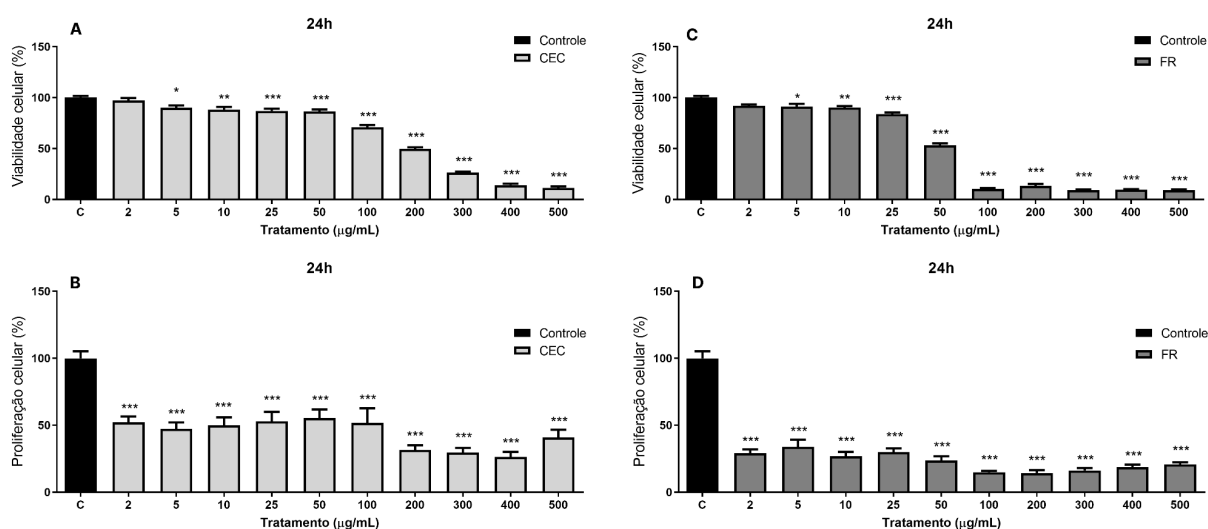 A
24h
Viabilidade celular (%)
150
100
50
0
Controle
CEC
*
**
***
***
***
***
***
***
***
C 2 5 10 25 50 100 200 300 400 500
Tratamento (µg/mL)
C
24h
Viabilidade celular (%)
150
100
50
0
Controle
FR
*
**
***
***
***
***
***
***
***
C 2 5 10 25 50 100 200 300 400 500
Tratamento (µg/mL)
B
24h
Proliferação celular (%)
150
100
50
0
Controle
CEC
***
***
***
***
***
***
***
***
***
***
C 2 5 10 25 50 100 200 300 400 500
Tratamento (µg/mL)
D
24h
Proliferação celular (%)
150
100
50
0
Controle
FR
***
***
***
***
***
***
***
***
***
***
C 2 5 10 25 50 100 200 300 400 500
Tratamento (µg/mL)